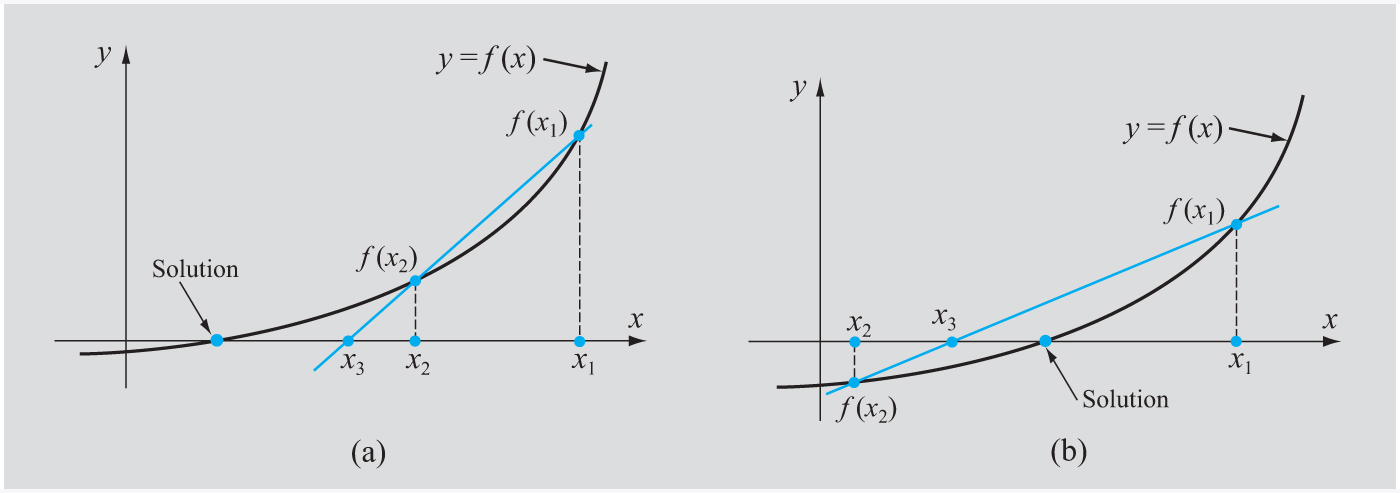 y
y = f (x)
f (x₁)
f (x₂)
Solution
x
x₃
x₂
x₁
(a)
y
y = f (x)
f (x₁)
x₂
x₃
x
x₁
f (x₂)
Solution
(b)